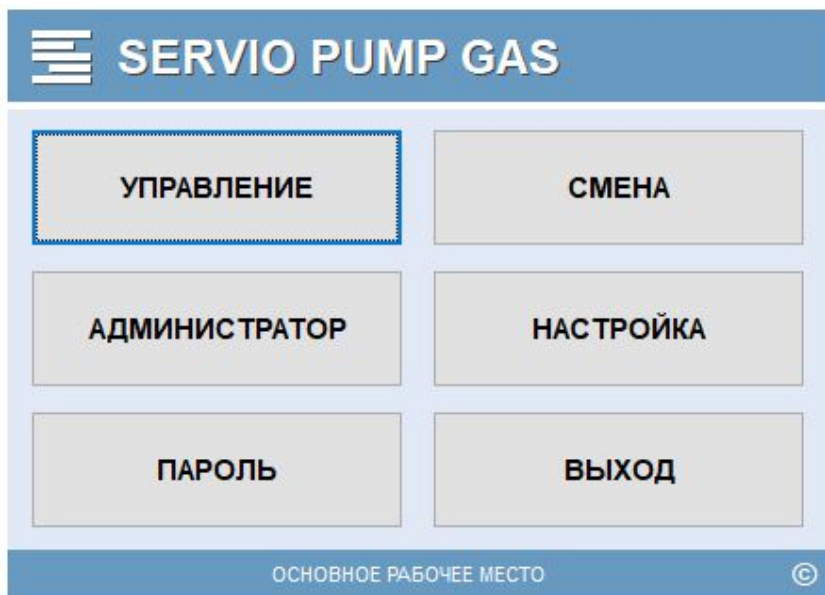 SERVIO PUMP GAS
УПРАВЛЕНИЕ
СМЕНА
АДМИНИСТРАТОР
НАСТРОЙКА
ПАРОЛЬ
ВЫХОД
ОСНОВНОЕ РАБОЧЕЕ МЕСТО ©